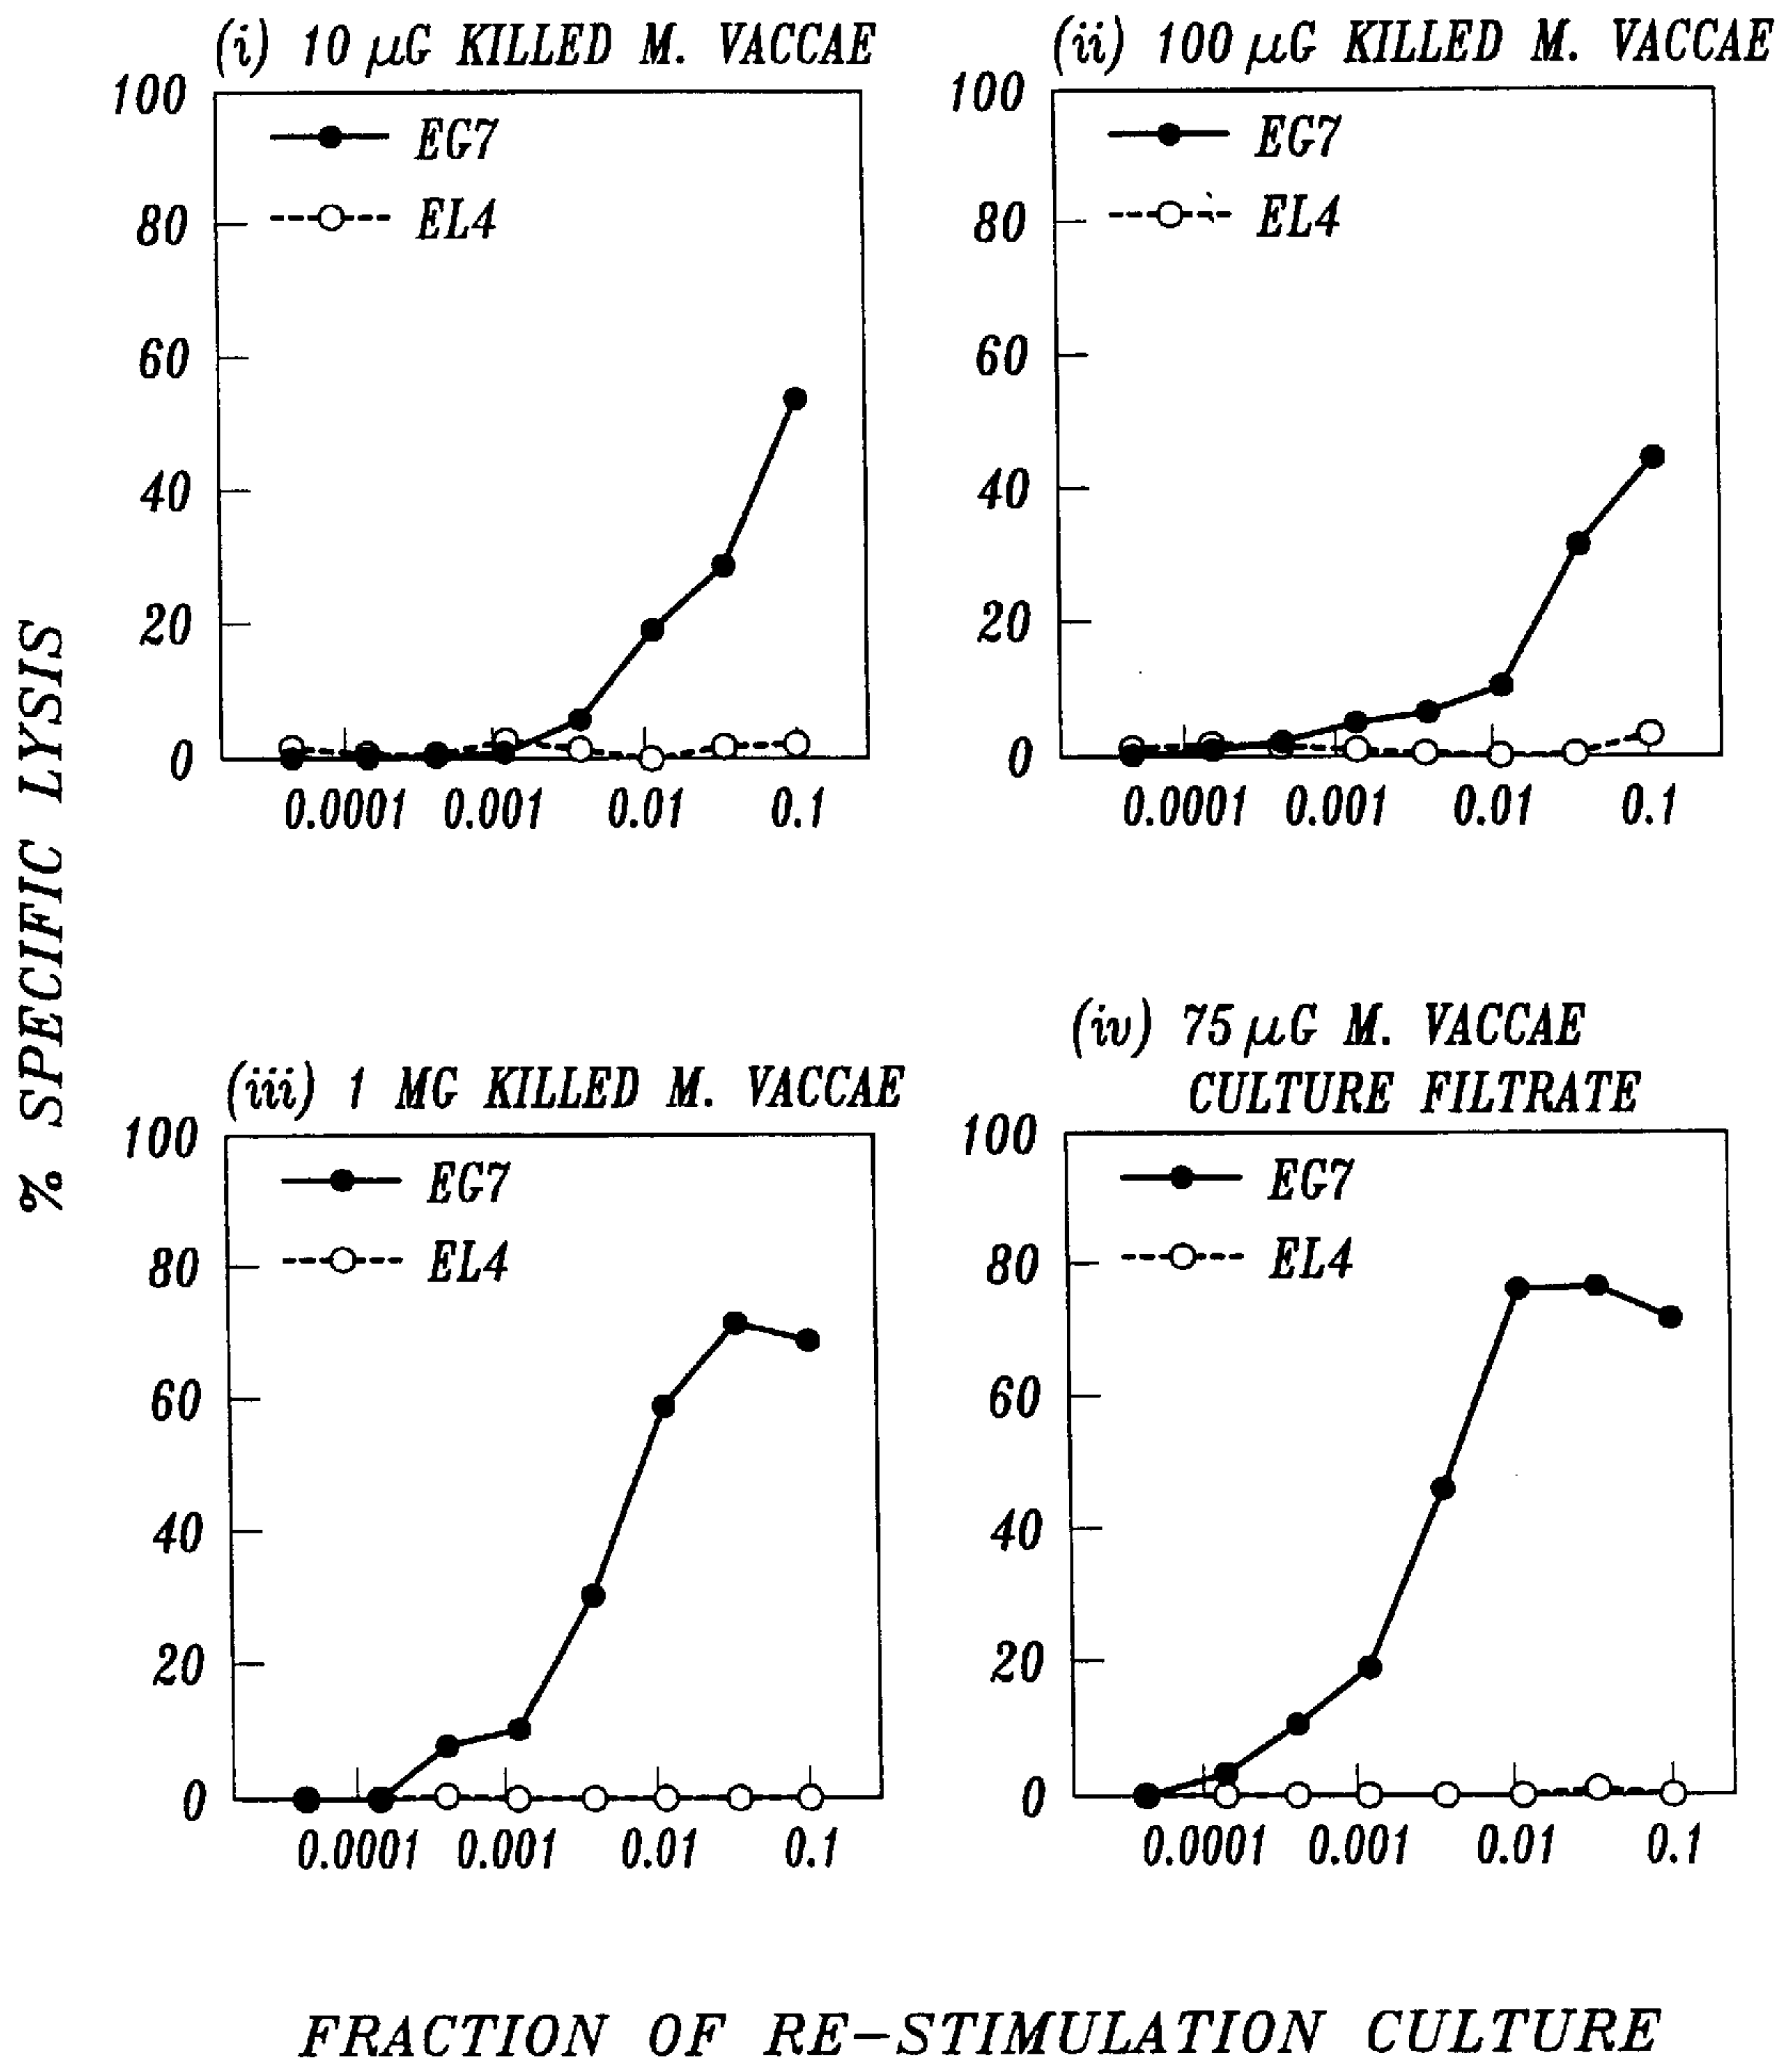 (i) 10 μG KILLED M. VACCAE
100
80
60
40
20
0
EG7
EL4
0.0001 0.001 0.01 0.1
(ii) 100 μG KILLED M. VACCAE
100
80
60
40
20
0
EG7
EL4
0.0001 0.001 0.01 0.1
% SPECIFIC LYSIS
(iii) 1 MG KILLED M. VACCAE
100
80
60
40
20
0
EG7
EL4
0.0001 0.001 0.01 0.1
(iv) 75 μG M. VACCAE
CULTURE FILTRATE
100
80
60
40
20
0
EG7
EL4
0.0001 0.001 0.01 0.1
FRACTION OF RE-STIMULATION CULTURE